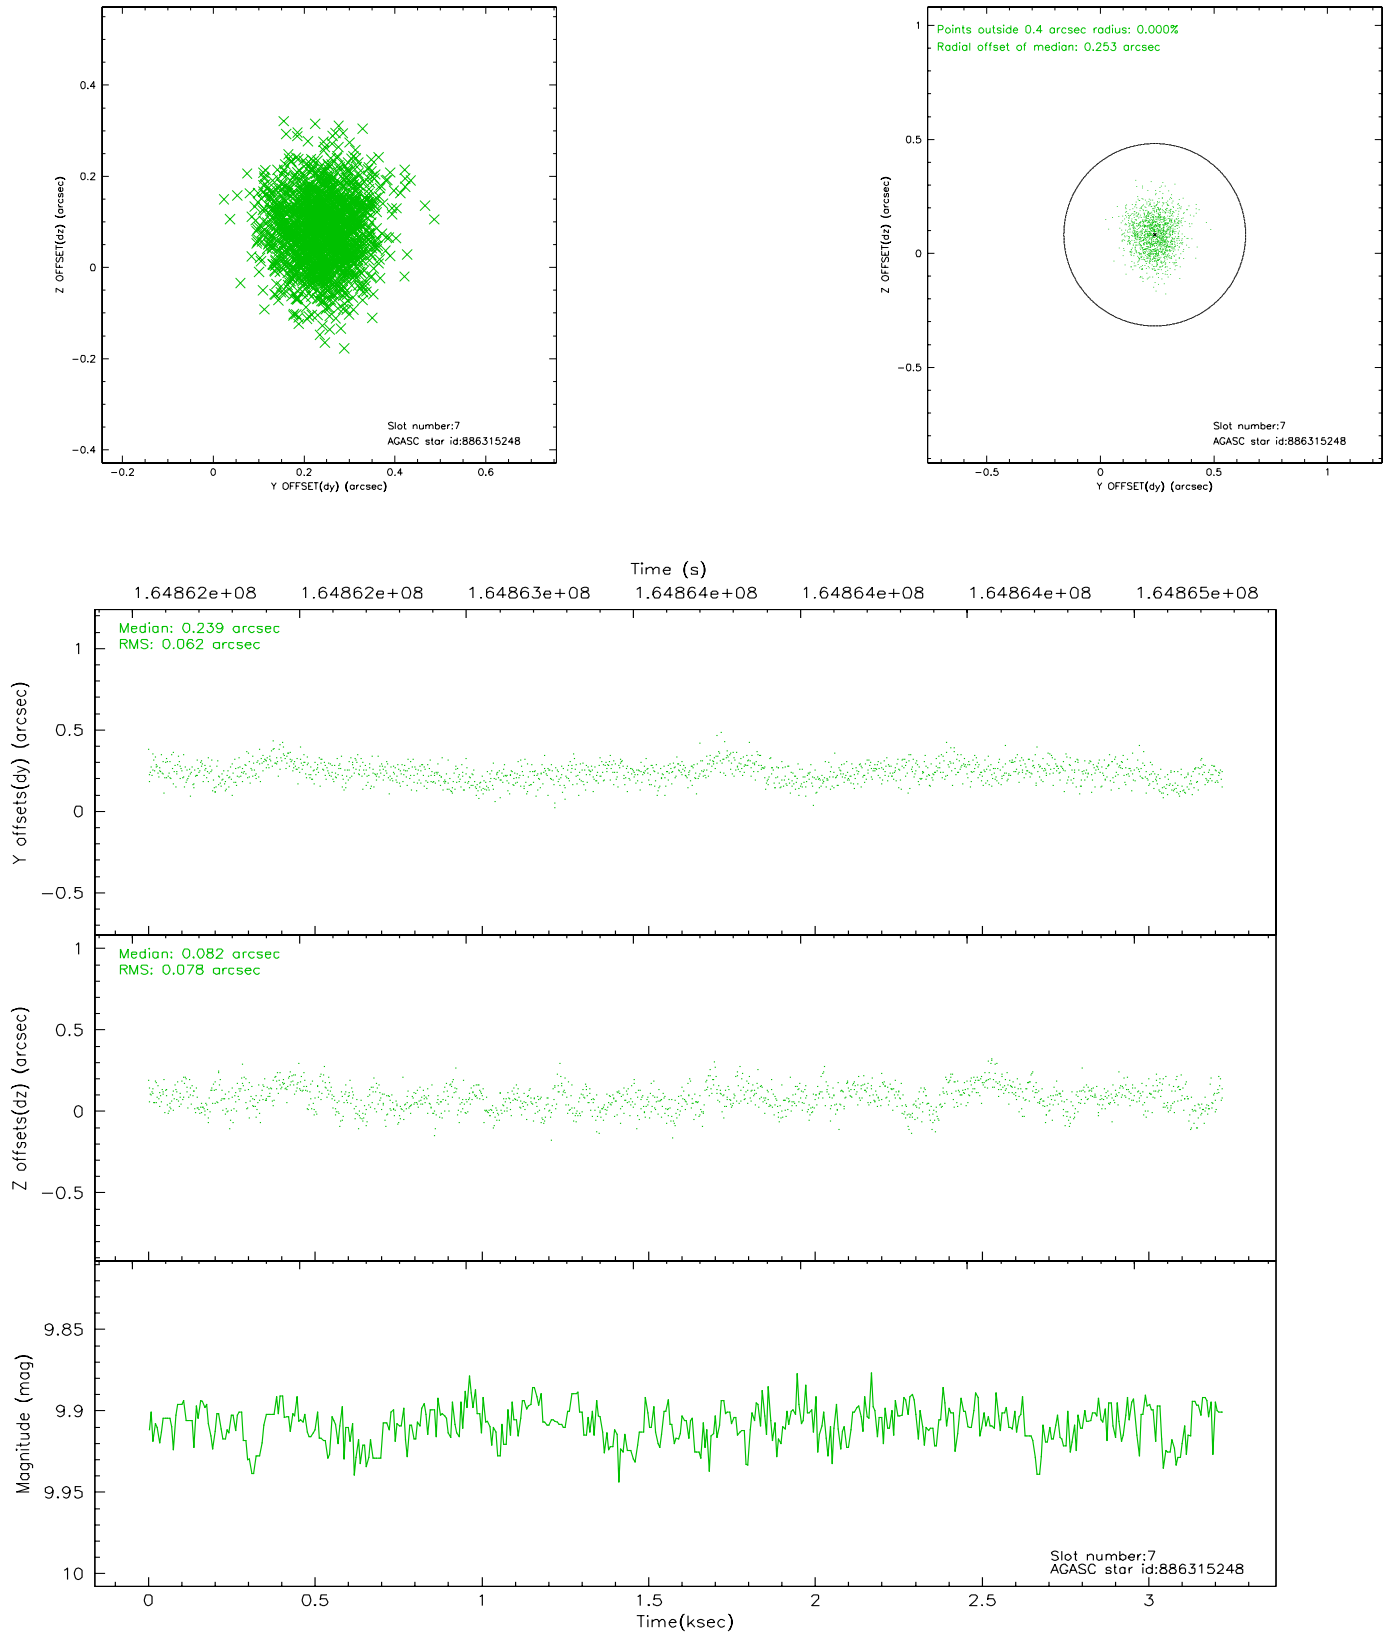 0.4
0.2
0
−0.2
−0.4
Z OFFSET(dz) (arcsec)
Slot number:7
AGASC star id:886315248
−0.2 0 0.2 0.4 0.6
Y OFFSET(dy) (arcsec)
Points outside 0.4 arcsec radius: 0.000%
Radial offset of median: 0.253 arcsec
1
0.5
0
−0.5
Z OFFSET(dz) (arcsec)
Slot number:7
AGASC star id:886315248
−0.5 0 0.5 1
Y OFFSET(dy) (arcsec)
Time (s)
1.64862e+08 1.64862e+08 1.64863e+08 1.64864e+08 1.64864e+08 1.64864e+08 1.64865e+08
Median: 0.239 arcsec
RMS: 0.062 arcsec
1
0.5
0
−0.5
Y offsets(dy) (arcsec)
Median: 0.082 arcsec
RMS: 0.078 arcsec
1
0.5
0
−0.5
Z offsets(dz) (arcsec)
9.85
9.9
9.95
10
Magnitude (mag)
Slot number:7
AGASC star id:886315248
0 0.5 1 1.5 2 2.5 3
Time(ksec)